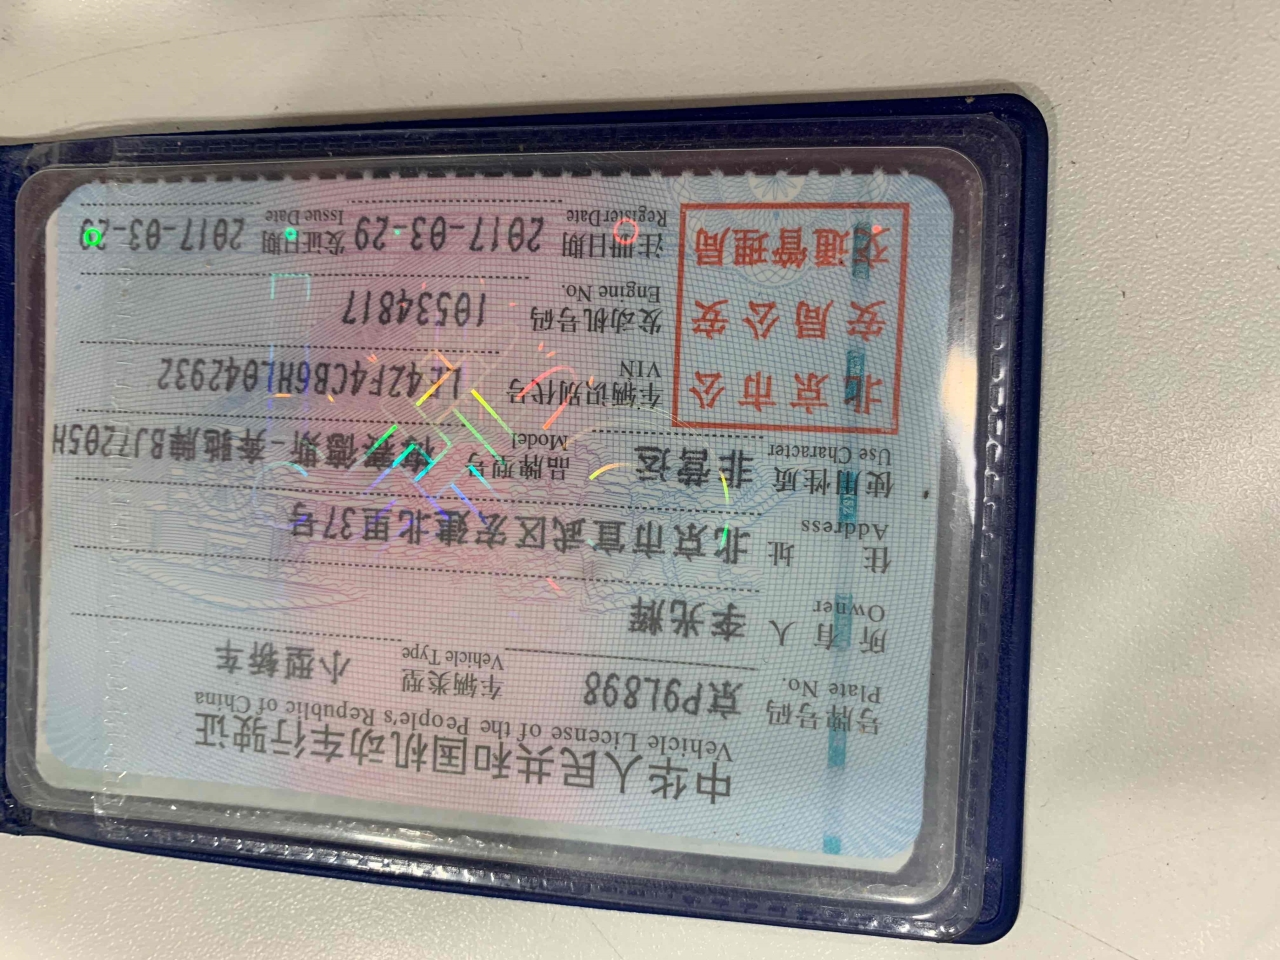 中华人民共和国机动车行驶证
Vehicle License of the People's Republic of China
号牌号码 京P9L898 车辆类型 小型轿车
Plate No. Vehicle Type
所有人 李光辉
Owner
住址 北京市宣武区宏建北里37号
Address
使用性质 非营运 品牌型号 梅赛德斯-奔驰牌BJ7205H
Use Character Model
北京市公安局公安交通管理局
车辆识别代号 LE4ZF4CB6HL042932
VIN
发动机号码 10534817
Engine No.
注册日期 2017-03-29 发证日期 2017-03-29
Register Date Issue Date